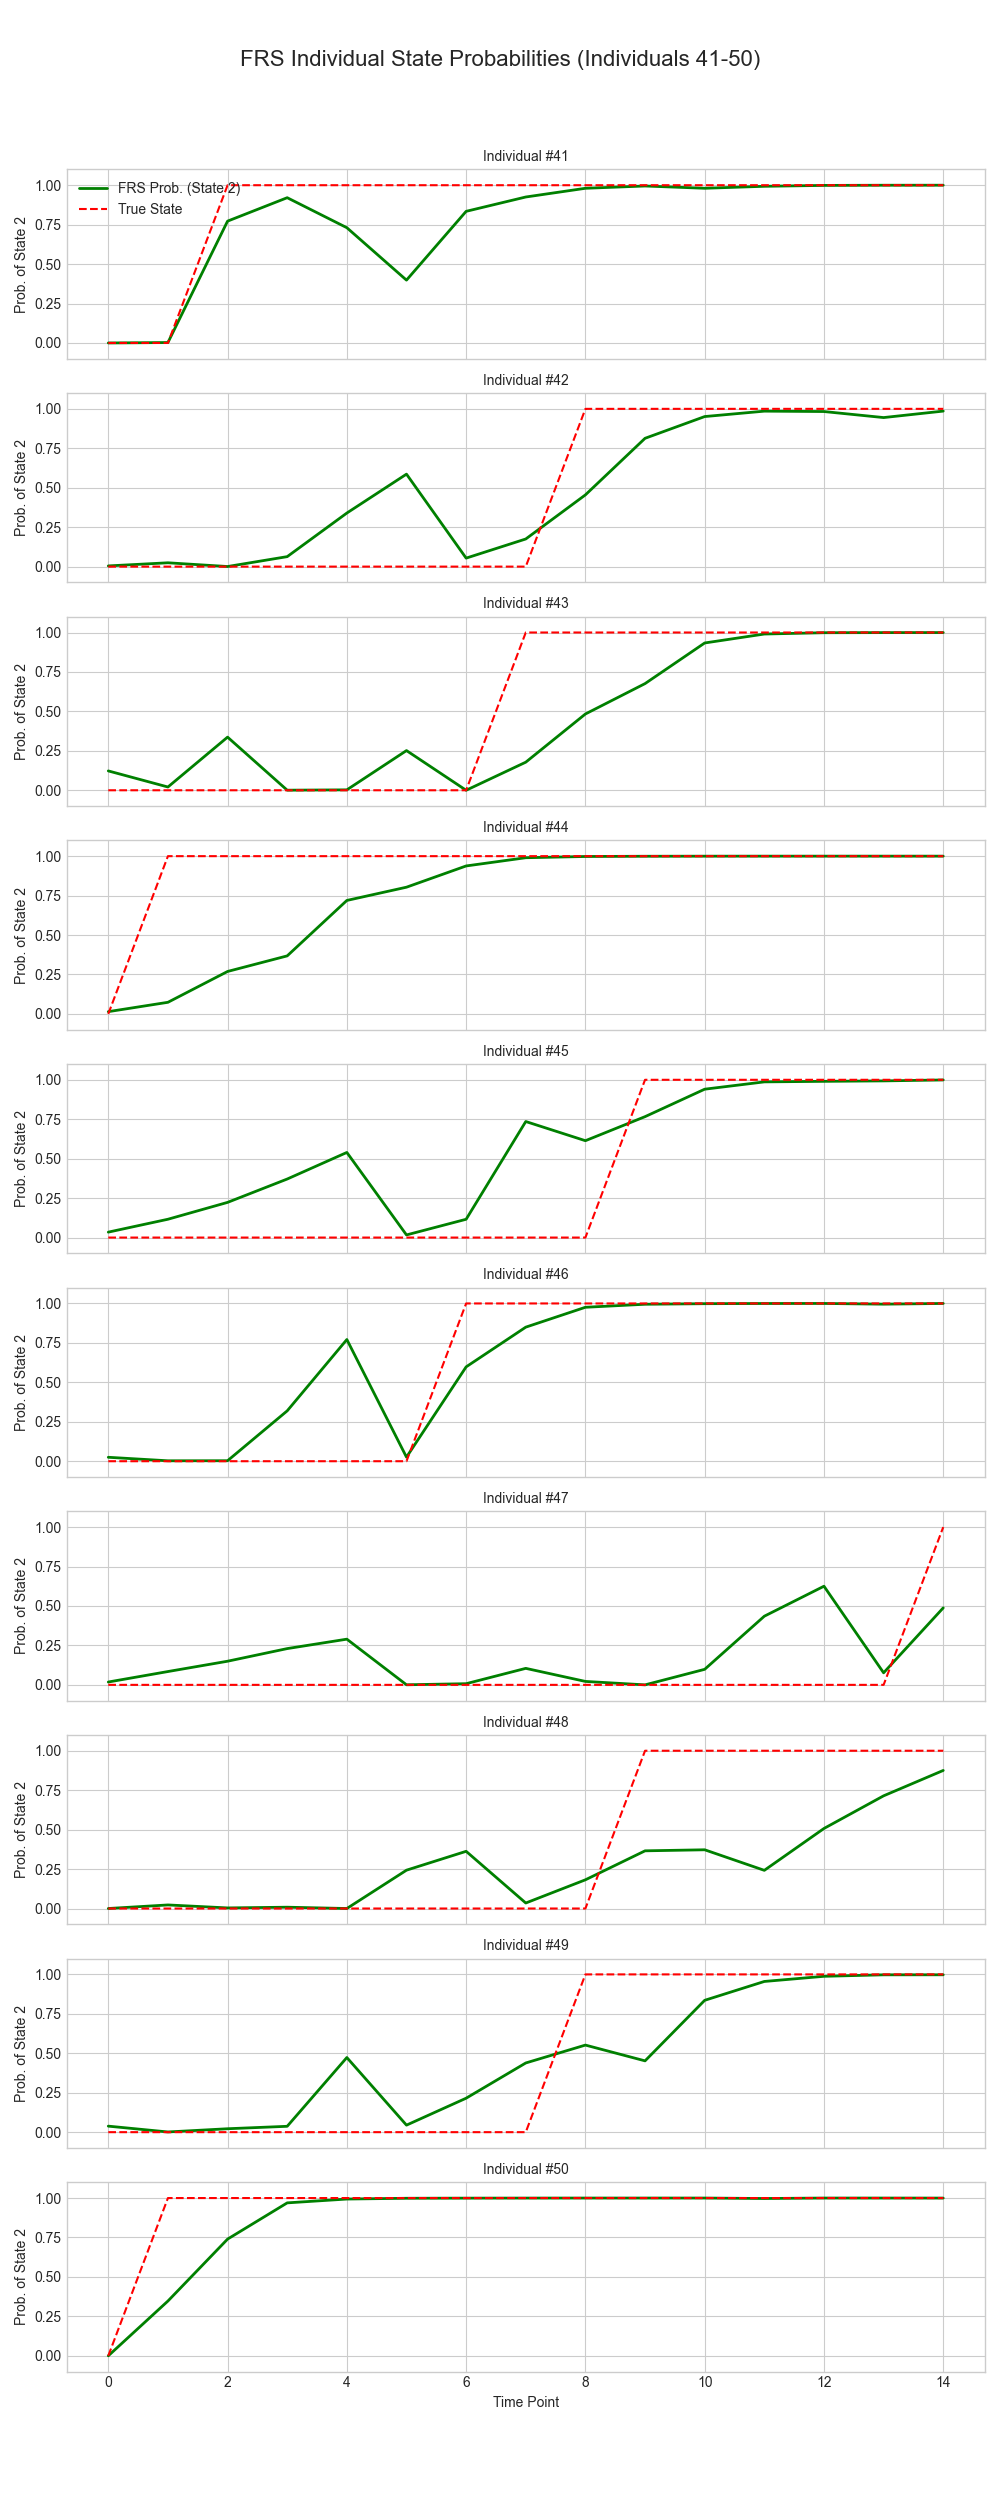 FRS Individual State Probabilities (Individuals 41-50)
Individual #41
FRS Prob. (State 2)
True State
1.00
0.75
0.50
0.25
0.00
Prob. of State 2
Individual #42
1.00
0.75
0.50
0.25
0.00
Prob. of State 2
Individual #43
1.00
0.75
0.50
0.25
0.00
Prob. of State 2
Individual #44
1.00
0.75
0.50
0.25
0.00
Prob. of State 2
Individual #45
1.00
0.75
0.50
0.25
0.00
Prob. of State 2
Individual #46
1.00
0.75
0.50
0.25
0.00
Prob. of State 2
Individual #47
1.00
0.75
0.50
0.25
0.00
Prob. of State 2
Individual #48
1.00
0.75
0.50
0.25
0.00
Prob. of State 2
Individual #49
1.00
0.75
0.50
0.25
0.00
Prob. of State 2
Individual #50
1.00
0.75
0.50
0.25
0.00
Prob. of State 2
0 2 4 6 8 10 12 14
Time Point